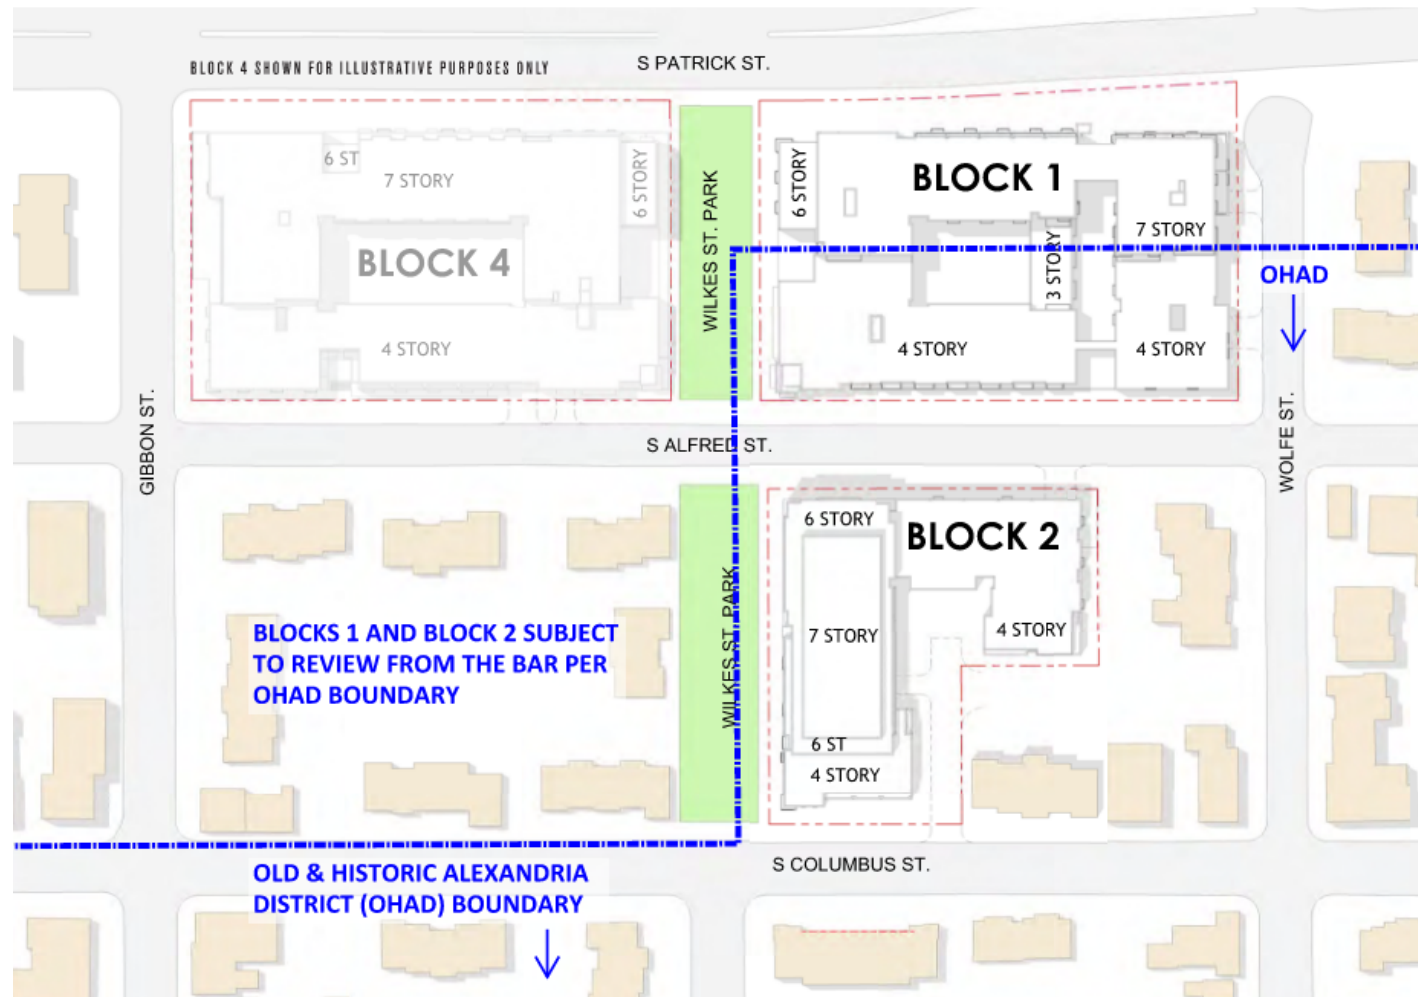 S PATRICK ST.
BLOCK 4 SHOWN FOR ILLUSTRATIVE PURPOSES ONLY
6 ST
7 STORY
6 STORY
BLOCK 4
4 STORY
WILKES ST. PARK
6 STORY
BLOCK 1
7 STORY
3 STORY
4 STORY
4 STORY
OHAD
GIBBON ST.
S ALFRED ST.
WOLFE ST.
6 STORY
BLOCK 2
7 STORY
4 STORY
6 ST
4 STORY
WILKES ST. PARK
BLOCKS 1 AND BLOCK 2 SUBJECT
TO REVIEW FROM THE BAR PER
OHAD BOUNDARY
S COLUMBUS ST.
OLD & HISTORIC ALEXANDRIA
DISTRICT (OHAD) BOUNDARY